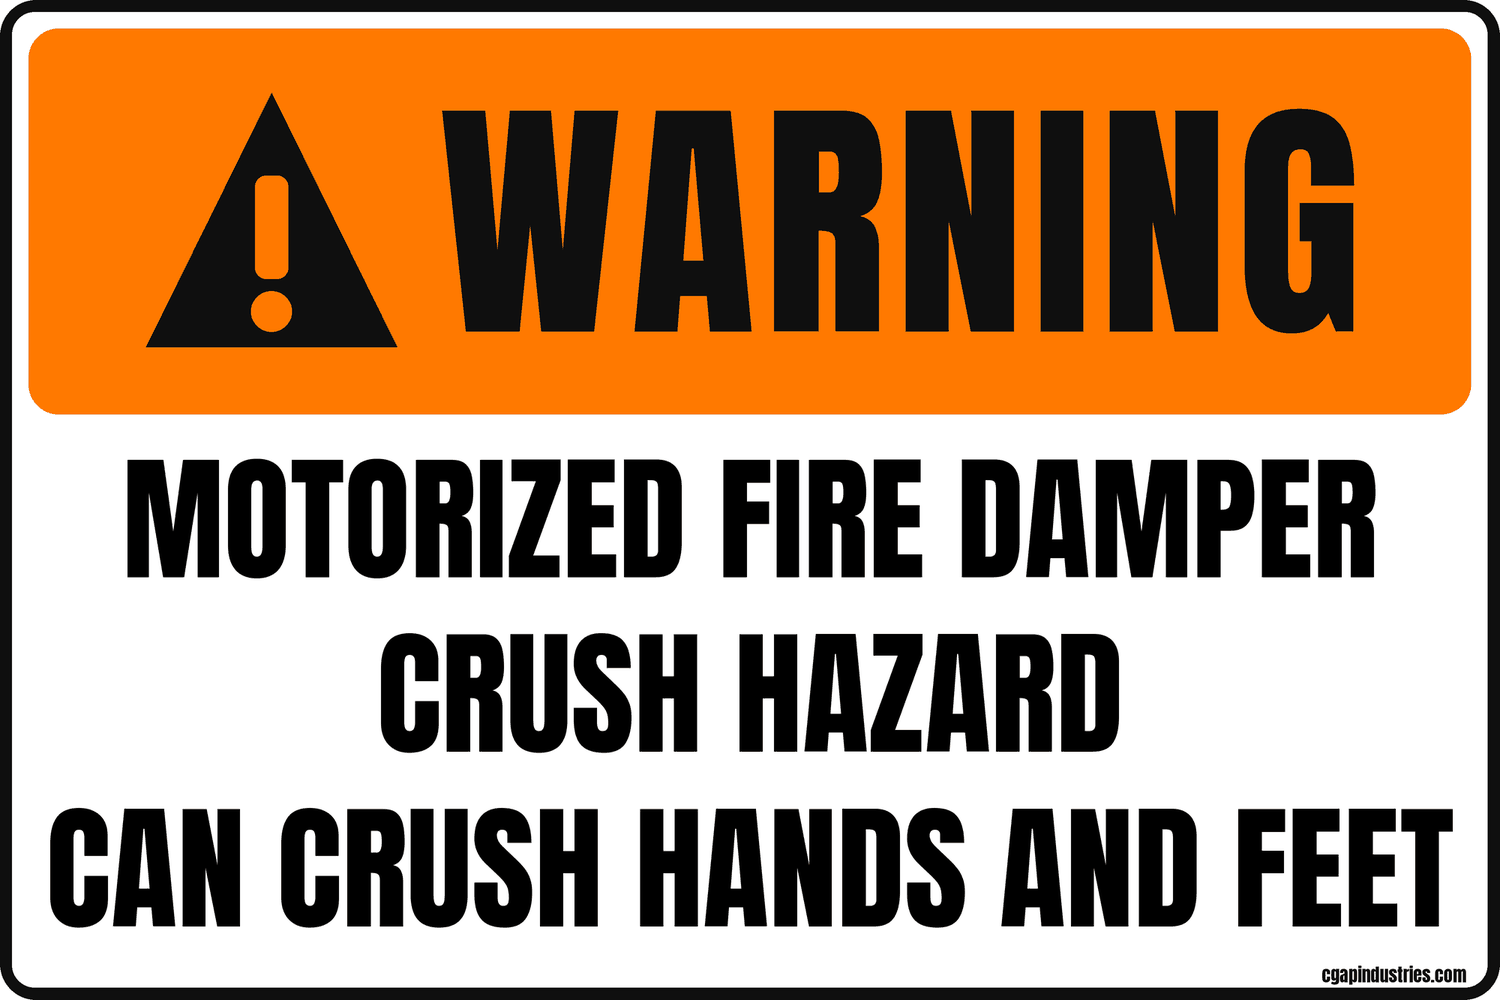 WARNING
MOTORIZED FIRE DAMPER
CRUSH HAZARD
CAN CRUSH HANDS AND FEET
cgapindustries.com